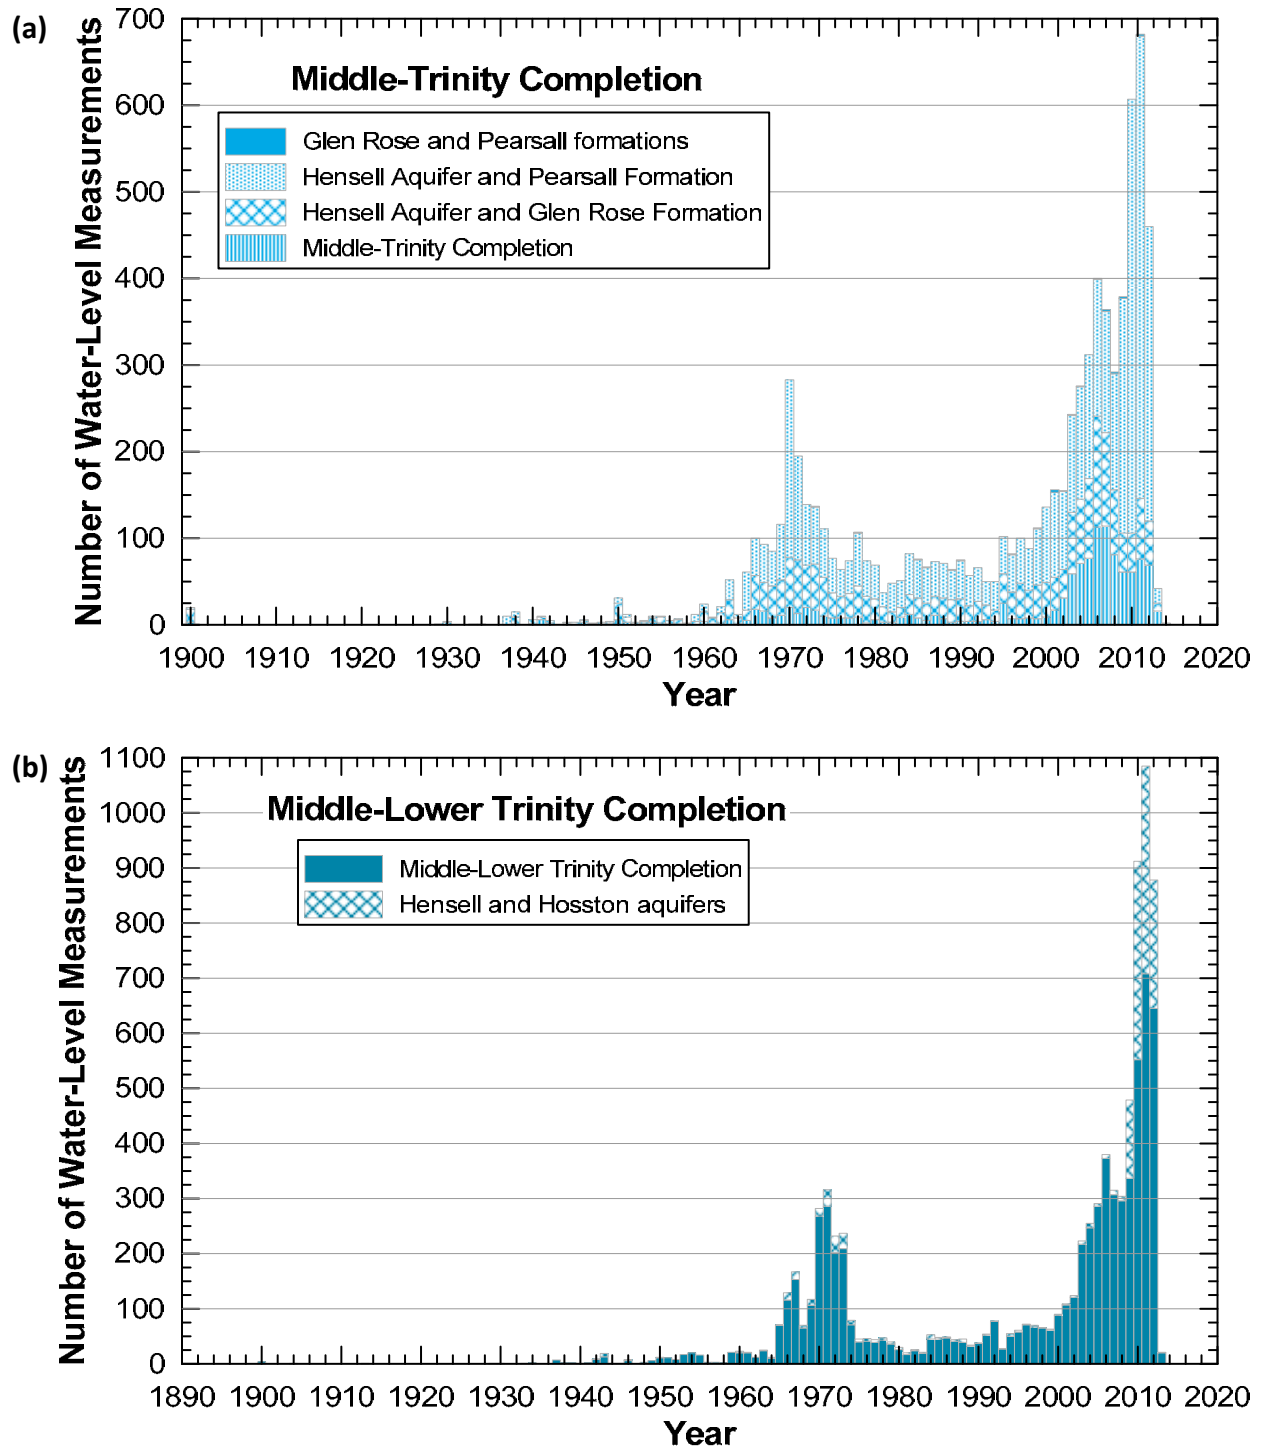 (a)
Number of Water-Level Measurements
700
600
500
400
300
200
100
0
Middle-Trinity Completion
Glen Rose and Pearsall formations
Hensell Aquifer and Pearsall Formation
Hensell Aquifer and Glen Rose Formation
Middle-Trinity Completion
1900 1910 1920 1930 1940 1950 1960 1970 1980 1990 2000 2010 2020
Year
(b)
Number of Water-Level Measurements
1100
1000
900
800
700
600
500
400
300
200
100
0
Middle-Lower Trinity Completion
Middle-Lower Trinity Completion
Hensell and Hosston aquifers
1890 1900 1910 1920 1930 1940 1950 1960 1970 1980 1990 2000 2010 2020
Year